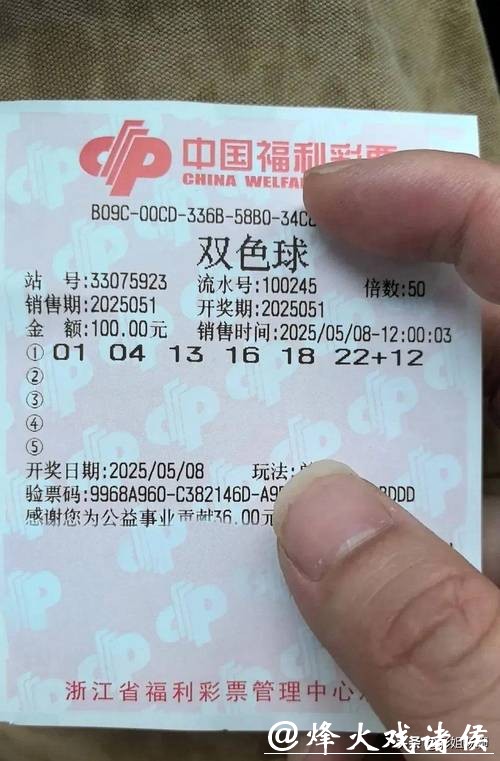 中国福利彩票
CHINA WELFA
B09C-00CD-336B-58B0-34C
双色球
站 号:33075923 流水号:100245 倍数:50
销售期:2025051 开奖期:2025051
金 额:100.00元 销售时间:2025/05/08-12:00:03
① 01 04 13 16 18 22+12
②
③
④
⑤
开奖日期:2025/05/08 玩法:
验票码:9968A960-C382146D-A9 BDDD
感谢您为公益事业贡献36.00元
浙江省福利彩票管理中心
@烽火戏诸侯